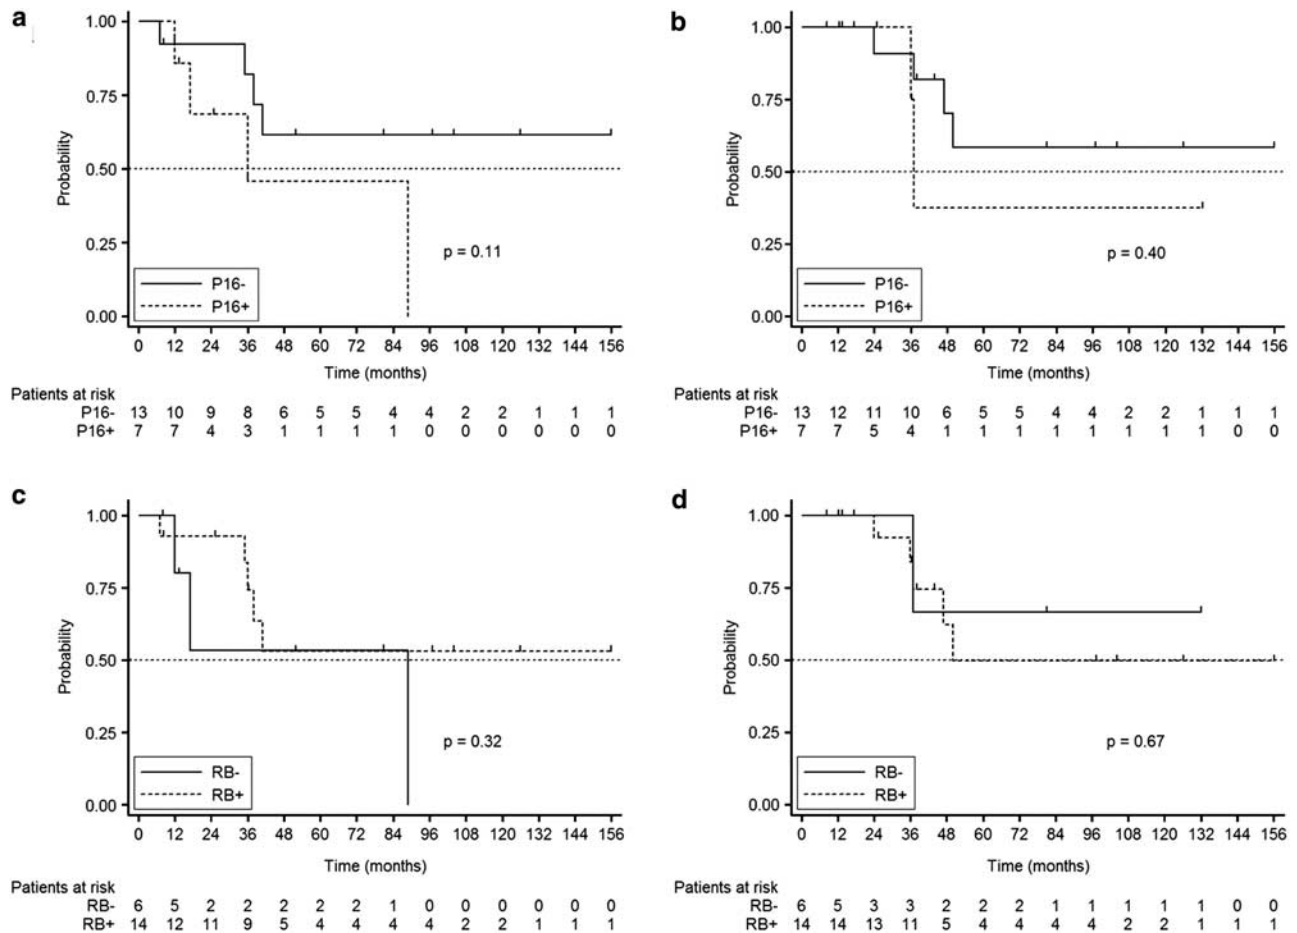 a
1.00
0.75
0.50
0.25
0.00
Probability
p = 0.11
P16-
P16+
0 12 24 36 48 60 72 84 96 108 120 132 144 156
Time (months)
Patients at risk
P16- 13 10 9 8 6 5 5 4 4 2 2 1 1 1
P16+ 7 7 4 3 1 1 1 1 0 0 0 0 0 0
b
1.00
0.75
0.50
0.25
0.00
Probability
p = 0.40
P16-
P16+
0 12 24 36 48 60 72 84 96 108 120 132 144 156
Time (months)
Patients at risk
P16- 13 12 11 10 6 5 5 4 4 2 2 1 1 1
P16+ 7 7 5 4 1 1 1 1 1 1 1 1 0 0
c
1.00
0.75
0.50
0.25
0.00
Probability
p = 0.32
RB-
RB+
0 12 24 36 48 60 72 84 96 108 120 132 144 156
Time (months)
Patients at risk
RB- 6 5 2 2 2 2 2 1 0 0 0 0 0 0
RB+ 14 12 11 9 5 4 4 4 4 2 2 1 1 1
d
1.00
0.75
0.50
0.25
0.00
Probability
p = 0.67
RB-
RB+
0 12 24 36 48 60 72 84 96 108 120 132 144 156
Time (months)
Patients at risk
RB- 6 5 3 3 2 2 2 1 1 1 1 1 0 0
RB+ 14 14 13 11 5 4 4 4 4 2 2 1 1 1